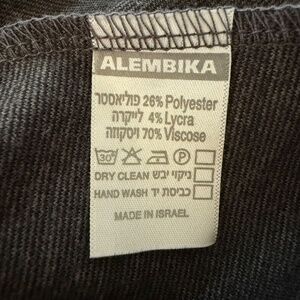 ALEMBIKA
פוליאסטר 26% Polyester
לייקרה 4% Lycra
ויסקוזה 70% Viscose
30° P
DRY CLEAN ניקוי יבש
HAND WASH כביסת יד
MADE IN ISRAEL